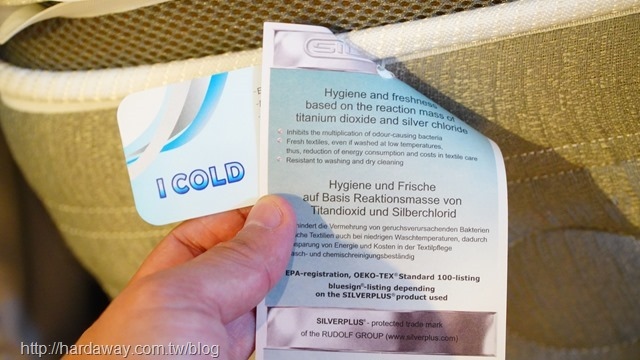 I COLD
Hygiene and freshness
based on the reaction mass of
titanium dioxide and silver chloride
Inhibits the multiplication of odour-causing bacteria
Fresh textiles, even if washed at low temperatures,
thus, reduction of energy consumption and costs in textile care
Resistant to washing and dry cleaning
Hygiene und Frische
auf Basis Reaktionsmasse von
Titandioxid und Silberchlorid
hindert die Vermehrung von geruchsverursachenden Bakterien
Textilien auch bei niedrigen Waschtemperaturen, dadurch
von Energie und Kosten in der Textilpflege
und chemischreinigungsbeständig
EPA-registration, OEKO-TEX® Standard 100-listing
bluesign®-listing depending
on the SILVERPLUS® product used
SILVERPLUS® - protected trade mark
of the RUDOLF GROUP (www.silverplus.com)
http://hardaway.com.tw/blog